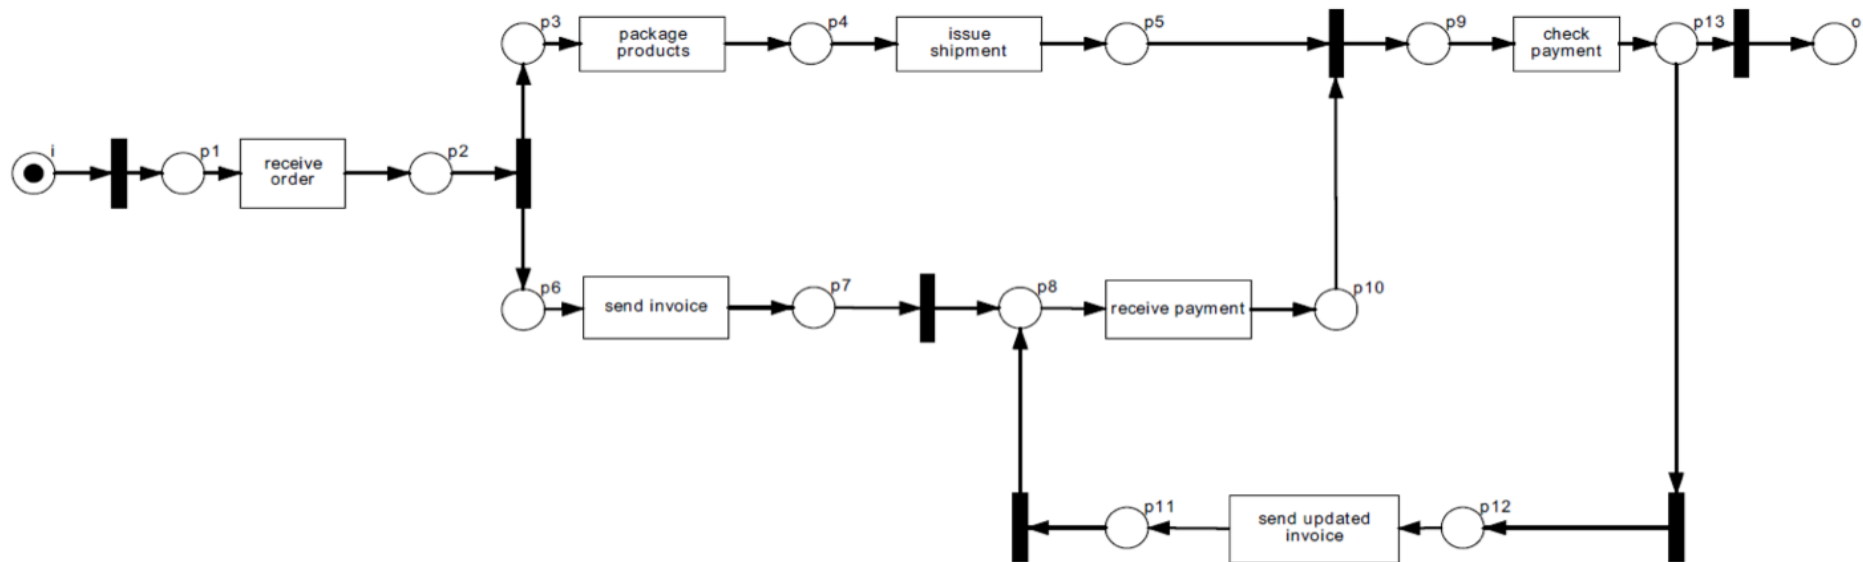 p3
package
products
p4
issue
shipment
p5
p9
check
payment
p13
o
i
p1
receive
order
p2
p6
send invoice
p7
p8
receive payment
p10
p11
send updated
invoice
p12